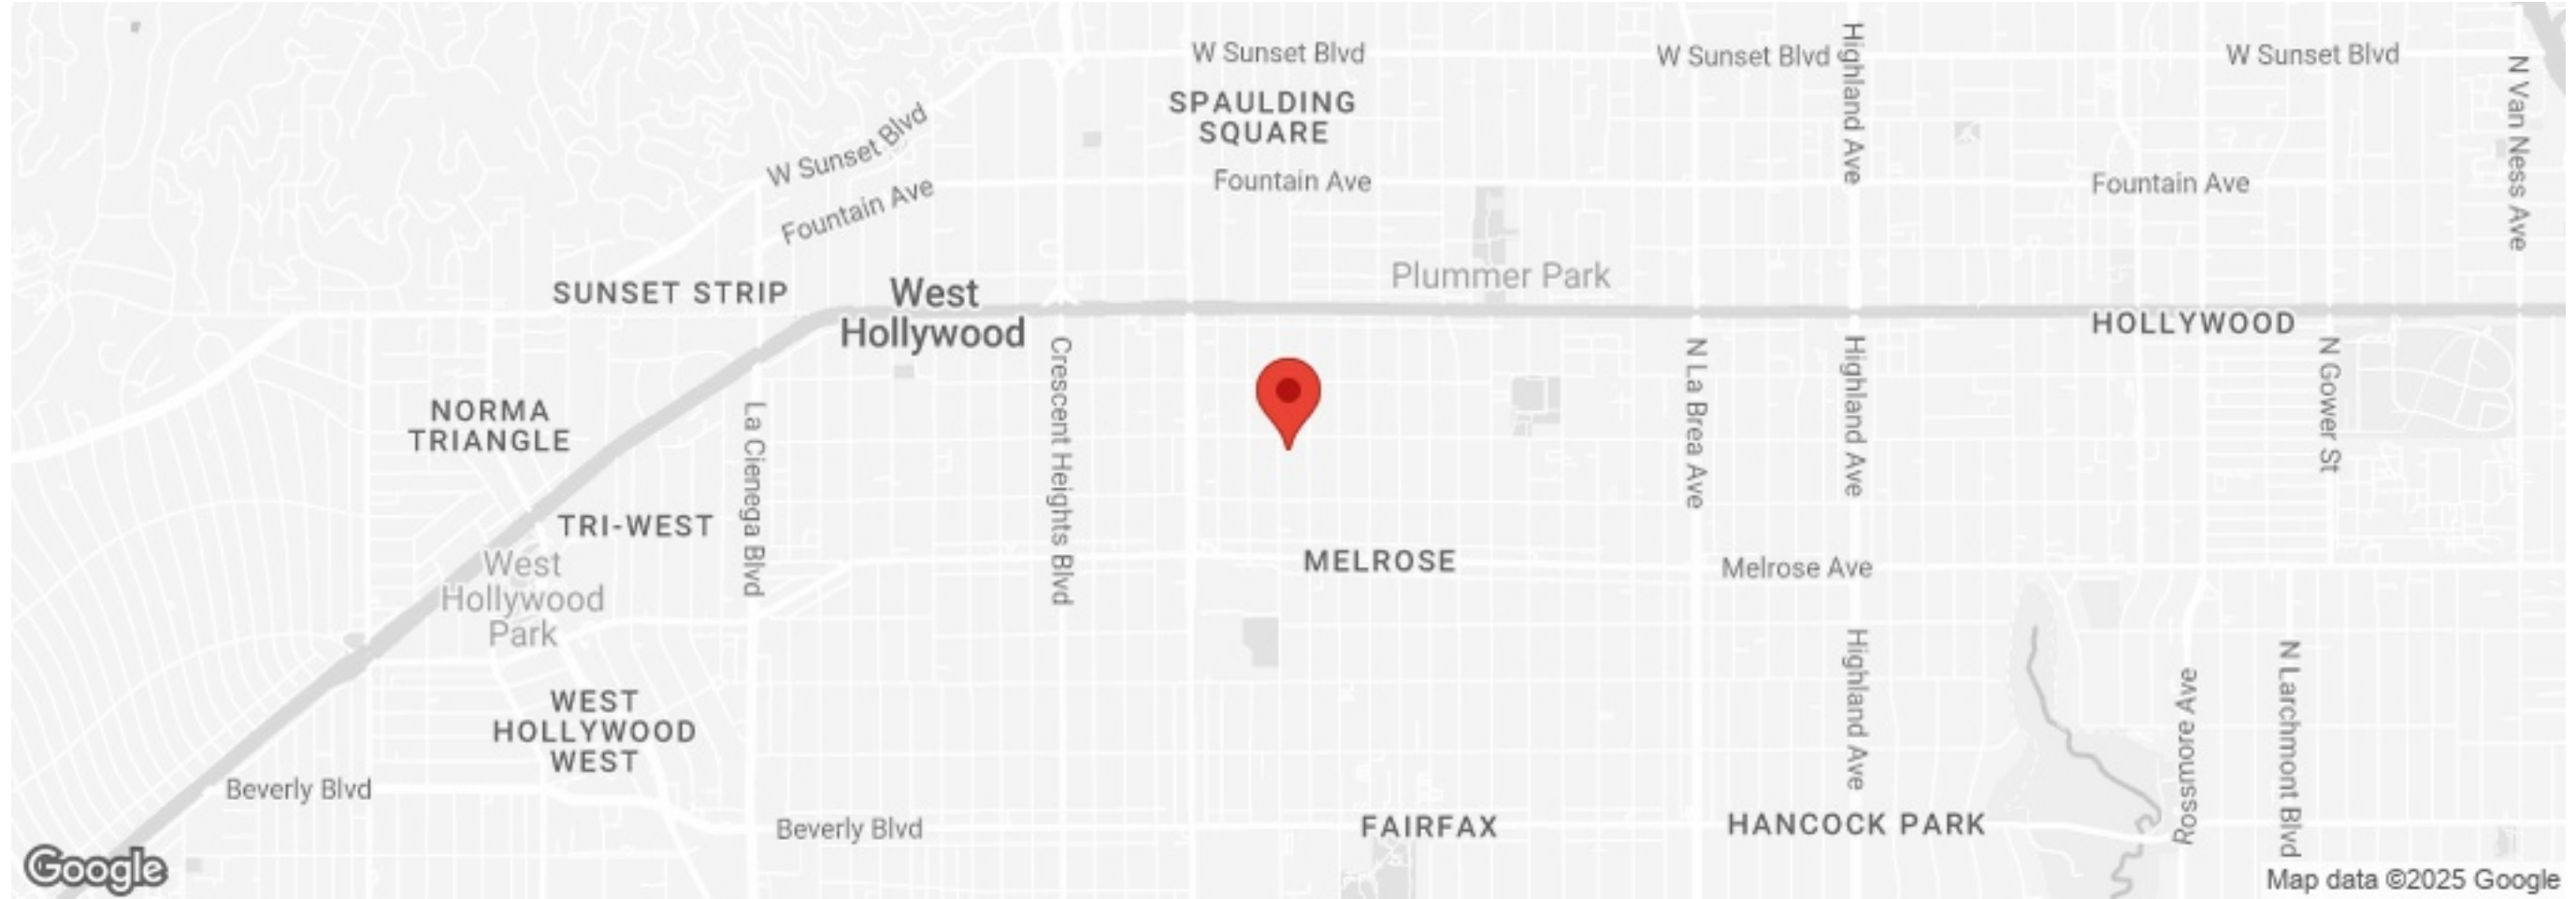 W Sunset Blvd
W Sunset Blvd
W Sunset Blvd
Highland Ave
N Van Ness Ave
SPAULDING
SQUARE
W Sunset Blvd
Fountain Ave
Fountain Ave
Fountain Ave
Plummer Park
SUNSET STRIP
West
Hollywood
HOLLYWOOD
Crescent Heights Blvd
N La Brea Ave
Highland Ave
N Gower St
NORMA
TRIANGLE
La Cienega Blvd
TRI-WEST
West
Hollywood
Park
MELROSE
Melrose Ave
Highland Ave
Rossmore Ave
N Larchmont Blvd
WEST
HOLLYWOOD
WEST
Beverly Blvd
Beverly Blvd
FAIRFAX
HANCOCK PARK
Google
Map data ©2025 Google